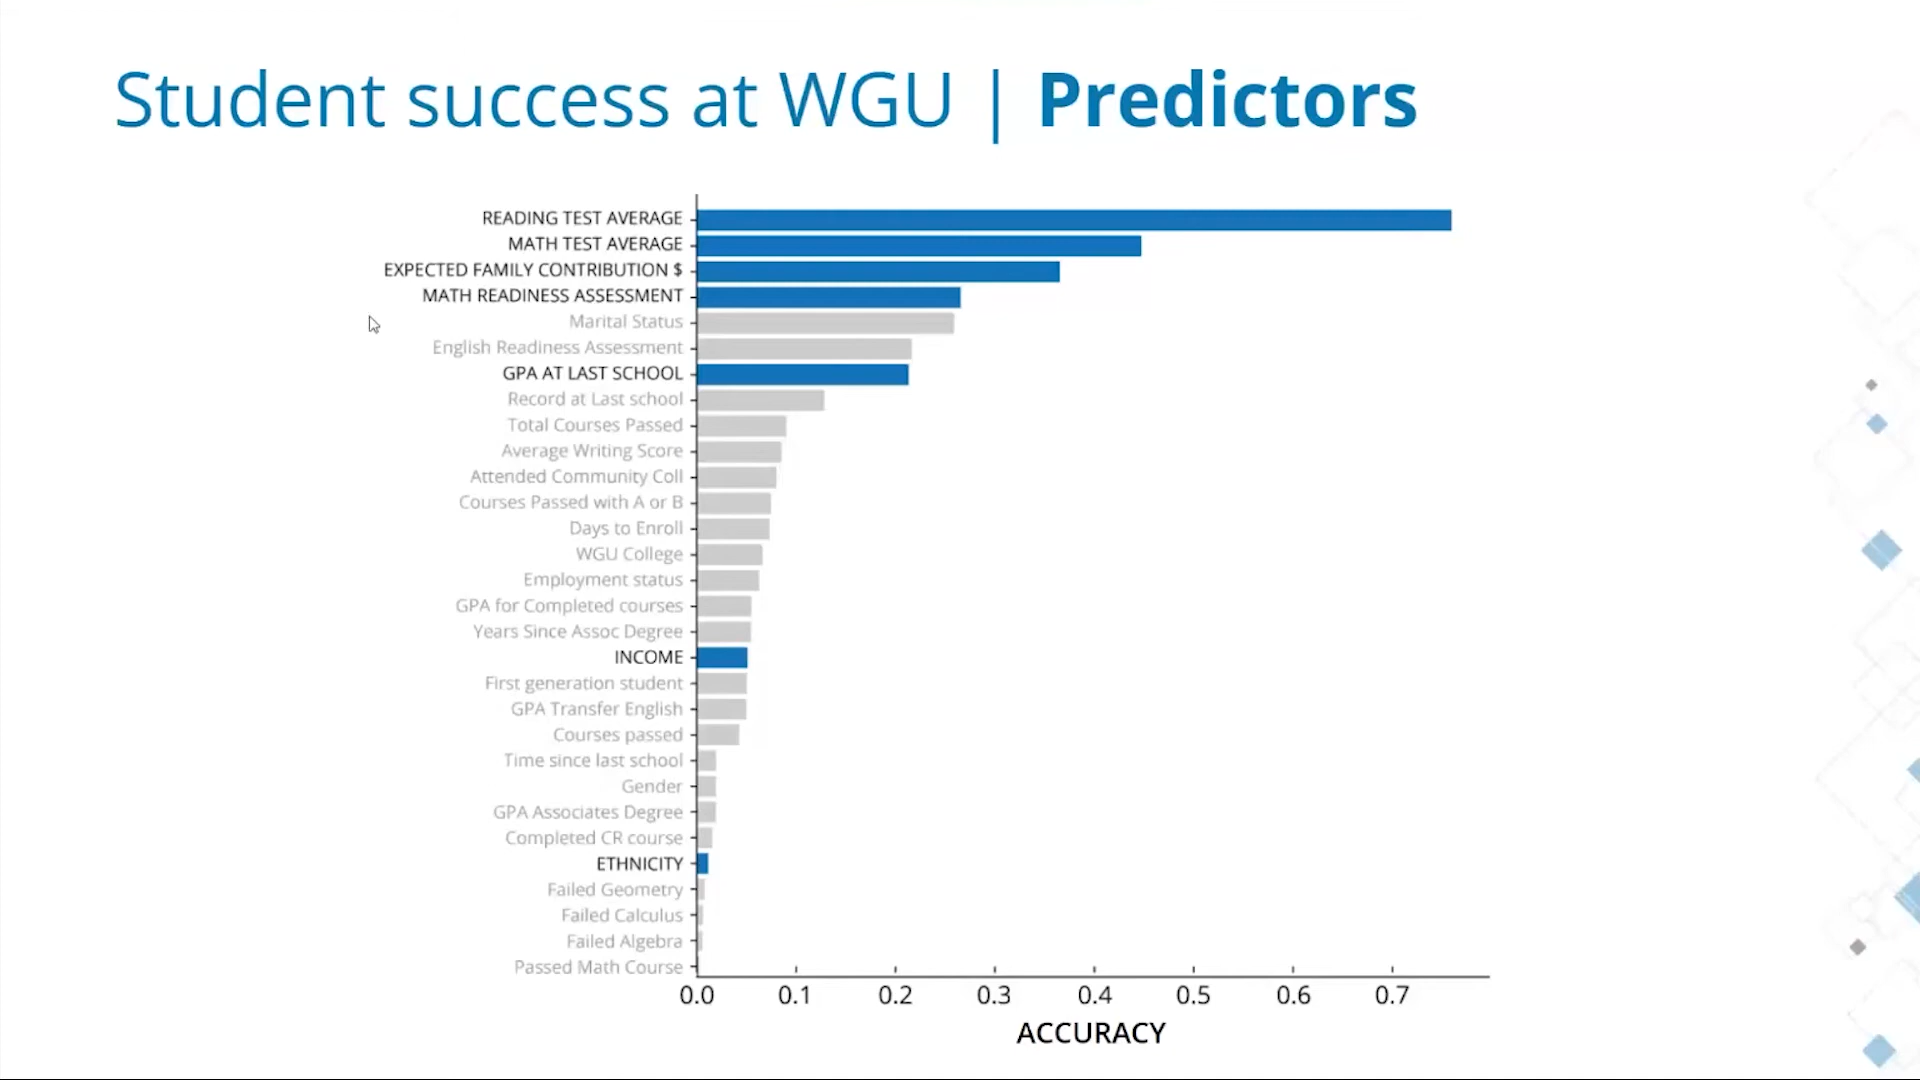 Student success at WGU | Predictors
READING TEST AVERAGE
MATH TEST AVERAGE
EXPECTED FAMILY CONTRIBUTION $
MATH READINESS ASSESSMENT
Marital Status
English Readiness Assessment
GPA AT LAST SCHOOL
Record at Last school
Total Courses Passed
Average Writing Score
Attended Community Coll
Courses Passed with A or B
Days to Enroll
WGU College
Employment status
GPA for Completed courses
Years Since Assoc Degree
INCOME
First generation student
GPA Transfer English
Courses passed
Time since last school
Gender
GPA Associates Degree
Completed CR course
ETHNICITY
Failed Geometry
Failed Calculus
Failed Algebra
Passed Math Course
0.0 0.1 0.2 0.3 0.4 0.5 0.6 0.7
ACCURACY